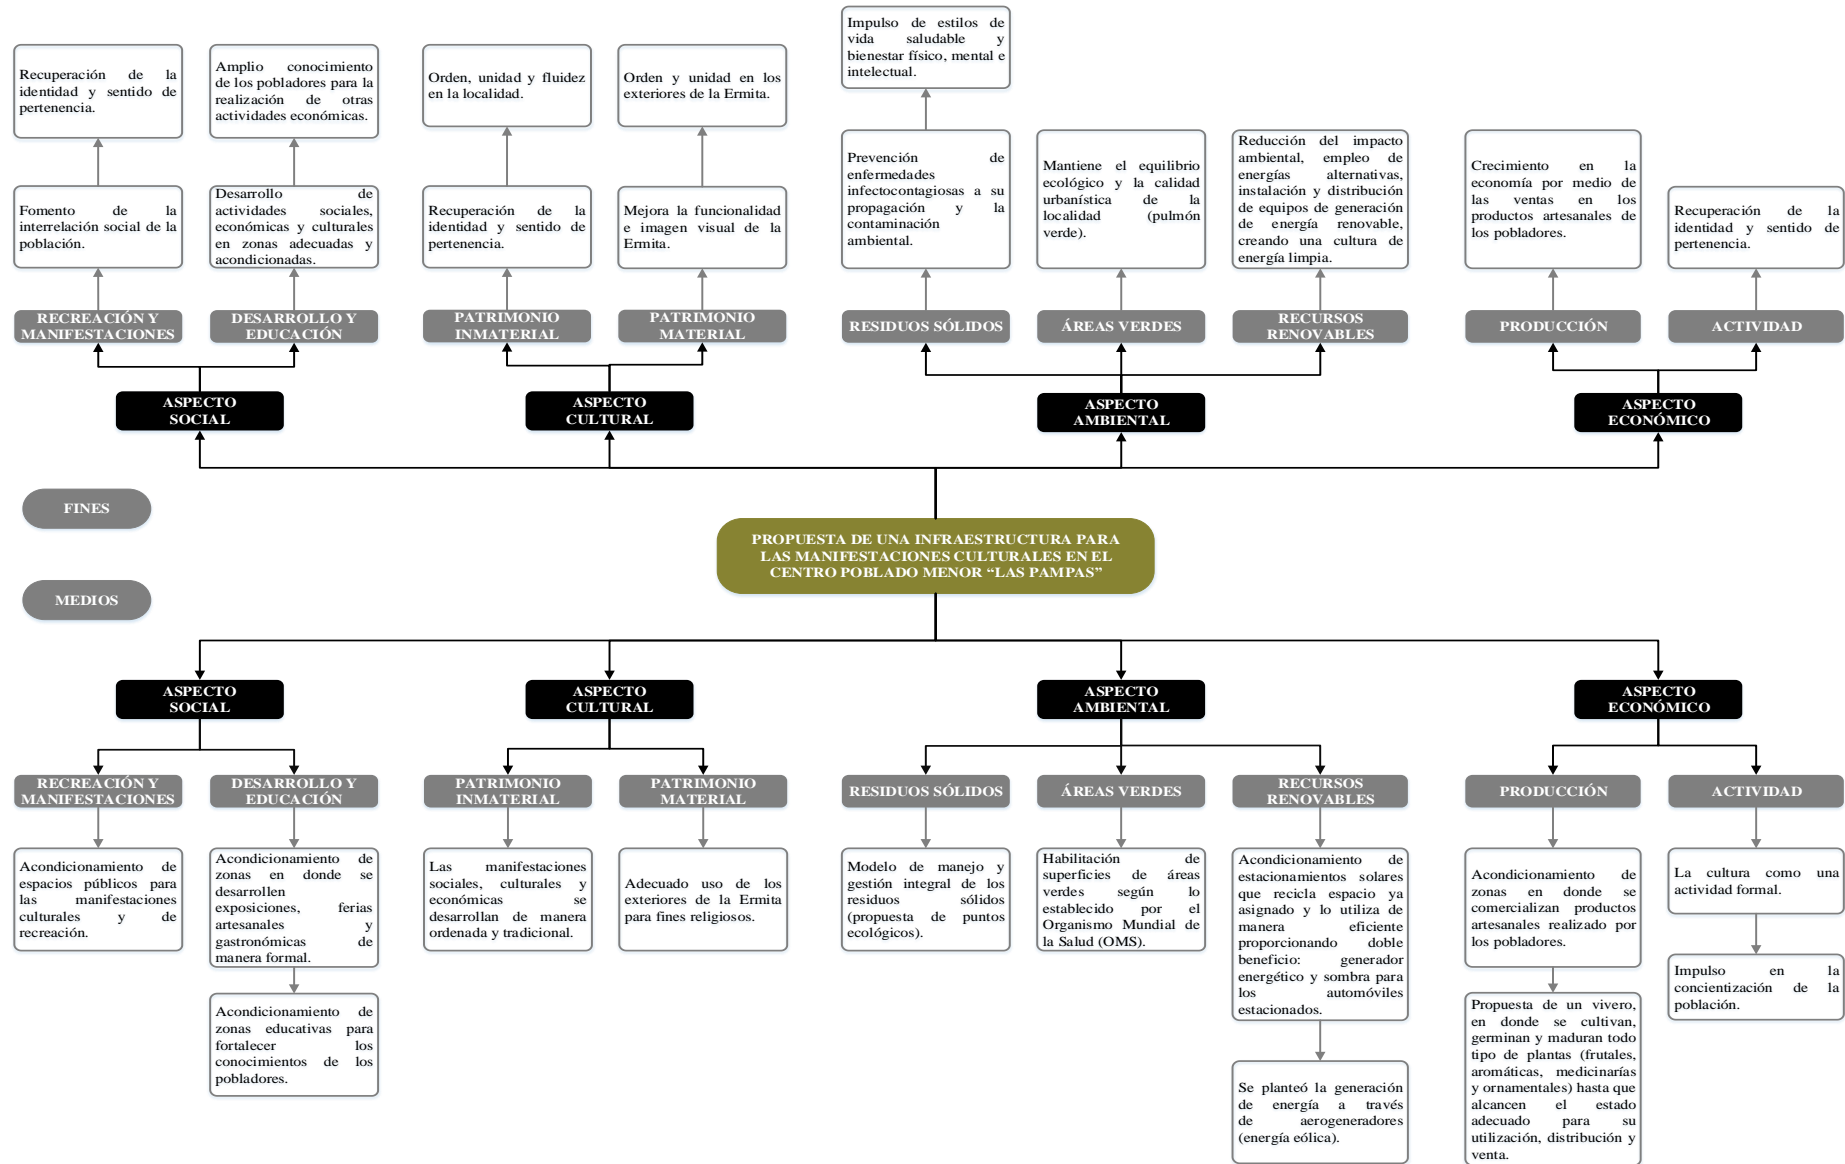 Impulso de estilos de
vida saludable y
bienestar físico, mental e
intelectual.
Recuperación de la
identidad y sentido de
pertenencia.
Amplio conocimiento
de los pobladores para la
realización de otras
actividades económicas.
Orden, unidad y fluidez
en la localidad.
Orden y unidad en los
exteriores de la Ermita.
Fomento de la
interrelación social de la
población.
Desarrollo de
actividades sociales,
económicas y culturales
en zonas adecuadas y
acondicionadas.
Recuperación de la
identidad y sentido de
pertenencia.
Mejora la funcionalidad
e imagen visual de la
Ermita.
Prevención de
enfermedades
infectocontagiosas a su
propagación y la
contaminación
ambiental.
Mantiene el equilibrio
ecológico y la calidad
urbanística de la
localidad (pulmón
verde).
Reducción del impacto
ambiental, empleo de
energías alternativas,
instalación y distribución
de equipos de generación
de energía renovable,
creando una cultura de
energía limpia.
Crecimiento en la
economía por medio de
las ventas en los
productos artesanales de
los pobladores.
Recuperación de la
identidad y sentido de
pertenencia.
RECREACIÓN Y
MANIFESTACIONES
DESARROLLO Y
EDUCACIÓN
PATRIMONIO
INMATERIAL
PATRIMONIO
MATERIAL
RESIDUOS SÓLIDOS
ÁREAS VERDES
RECURSOS
RENOVABLES
PRODUCCIÓN
ACTIVIDAD
ASPECTO
SOCIAL
ASPECTO
CULTURAL
ASPECTO
AMBIENTAL
ASPECTO
ECONÓMICO
FINES
PROPUESTA DE UNA INFRAESTRUCTURA PARA
LAS MANIFESTACIONES CULTURALES EN EL
CENTRO POBLADO MENOR “LAS PAMPAS”
MEDIOS
ASPECTO
SOCIAL
ASPECTO
CULTURAL
ASPECTO
AMBIENTAL
ASPECTO
ECONÓMICO
RECREACIÓN Y
MANIFESTACIONES
DESARROLLO Y
EDUCACIÓN
PATRIMONIO
INMATERIAL
PATRIMONIO
MATERIAL
RESIDUOS SÓLIDOS
ÁREAS VERDES
RECURSOS
RENOVABLES
PRODUCCIÓN
ACTIVIDAD
Acondicionamiento de
espacios públicos para
las manifestaciones
culturales y de
recreación.
Acondicionamiento de
zonas en donde se
desarrollen
exposiciones, ferias
artesanales y
gastronómicas de
manera formal.
Las manifestaciones
sociales, culturales y
económicas se
desarrollan de manera
ordenada y tradicional.
Adecuado uso de los
exteriores de la Ermita
para fines religiosos.
Modelo de manejo y
gestión integral de los
residuos sólidos
(propuesta de puntos
ecológicos).
Habilitación de
superficies de áreas
verdes según lo
establecido por el
Organismo Mundial de
la Salud (OMS).
Acondicionamiento de
estacionamientos solares
que recicla espacio ya
asignado y lo utiliza de
manera eficiente
proporcionando doble
beneficio: generador
energético y sombra para
los automóviles
estacionados.
Acondicionamiento de
zonas en donde se
comercializan productos
artesanales realizado por
los pobladores.
La cultura como una
actividad formal.
Acondicionamiento de
zonas educativas para
fortalecer los
conocimientos de los
pobladores.
Se planteó la generación
de energía a través
de aerogeneradores
(energía eólica).
Propuesta de un vivero,
en donde se cultivan,
germinan y maduran todo
tipo de plantas (frutales,
aromáticas, medicinarías
y ornamentales) hasta que
alcancen el estado
adecuado para su
utilización, distribución y
venta.
Impulso en la
concientización de la
población.